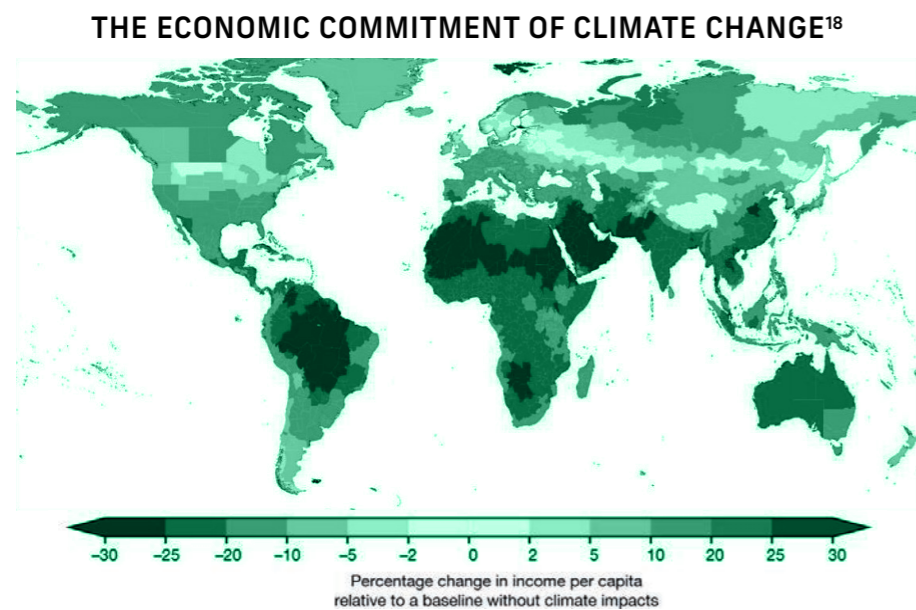 THE ECONOMIC COMMITMENT OF CLIMATE CHANGE¹⁸
–30 –25 –20 –10 –5 –2 0 2 5 10 20 25 30
Percentage change in income per capita
relative to a baseline without climate impacts